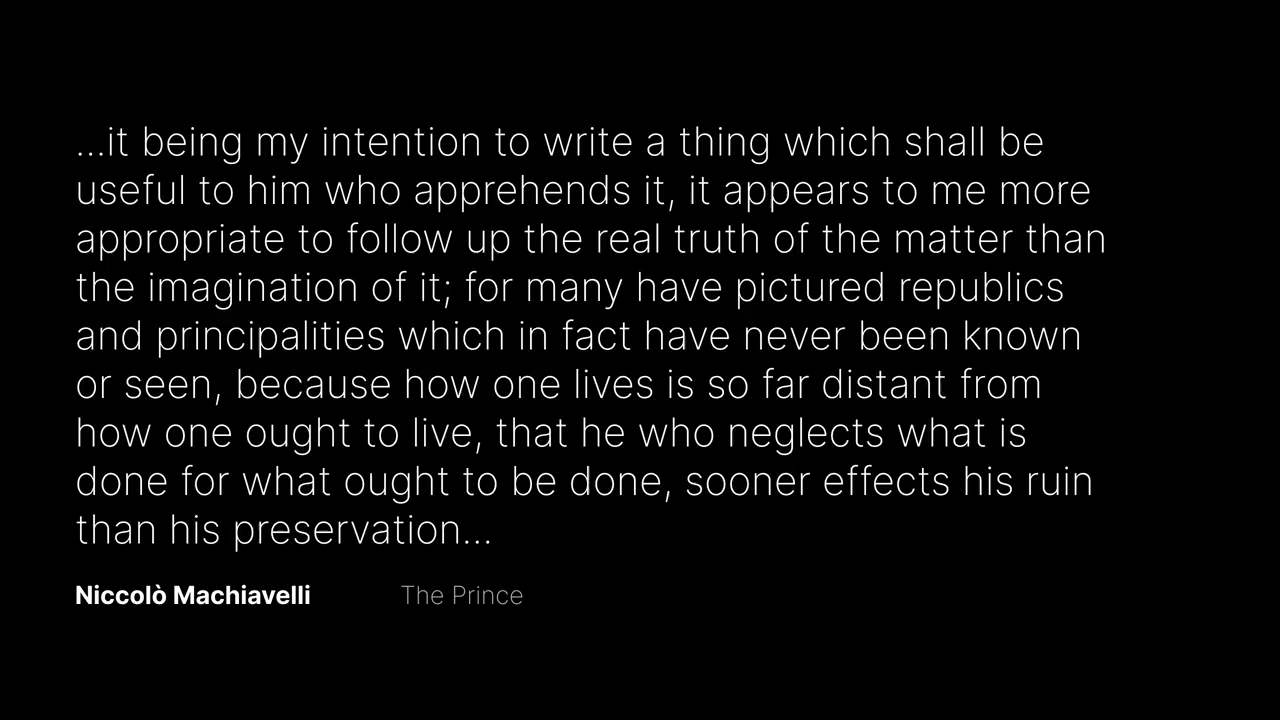 ...it being my intention to write a thing which shall be
useful to him who apprehends it, it appears to me more
appropriate to follow up the real truth of the matter than
the imagination of it; for many have pictured republics
and principalities which in fact have never been known
or seen, because how one lives is so far distant from
how one ought to live, that he who neglects what is
done for what ought to be done, sooner effects his ruin
than his preservation...
Niccolò Machiavelli The Prince